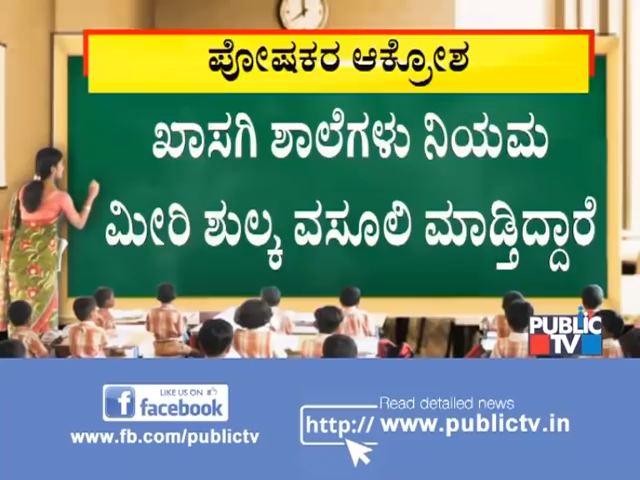 ಪೋಷಕರ ಆಕ್ರೋಶ
ಖಾಸಗಿ ಶಾಲೆಗಳು ನಿಯಮ
ಮೀರಿ ಶುಲ್ಕ ವಸೂಲಿ ಮಾಡ್ತಿದ್ದಾರೆ
PUBLIC
TV
LIKE US ON
facebook
www.fb.com/publictv
Read detailed news
http:// www.publictv.in